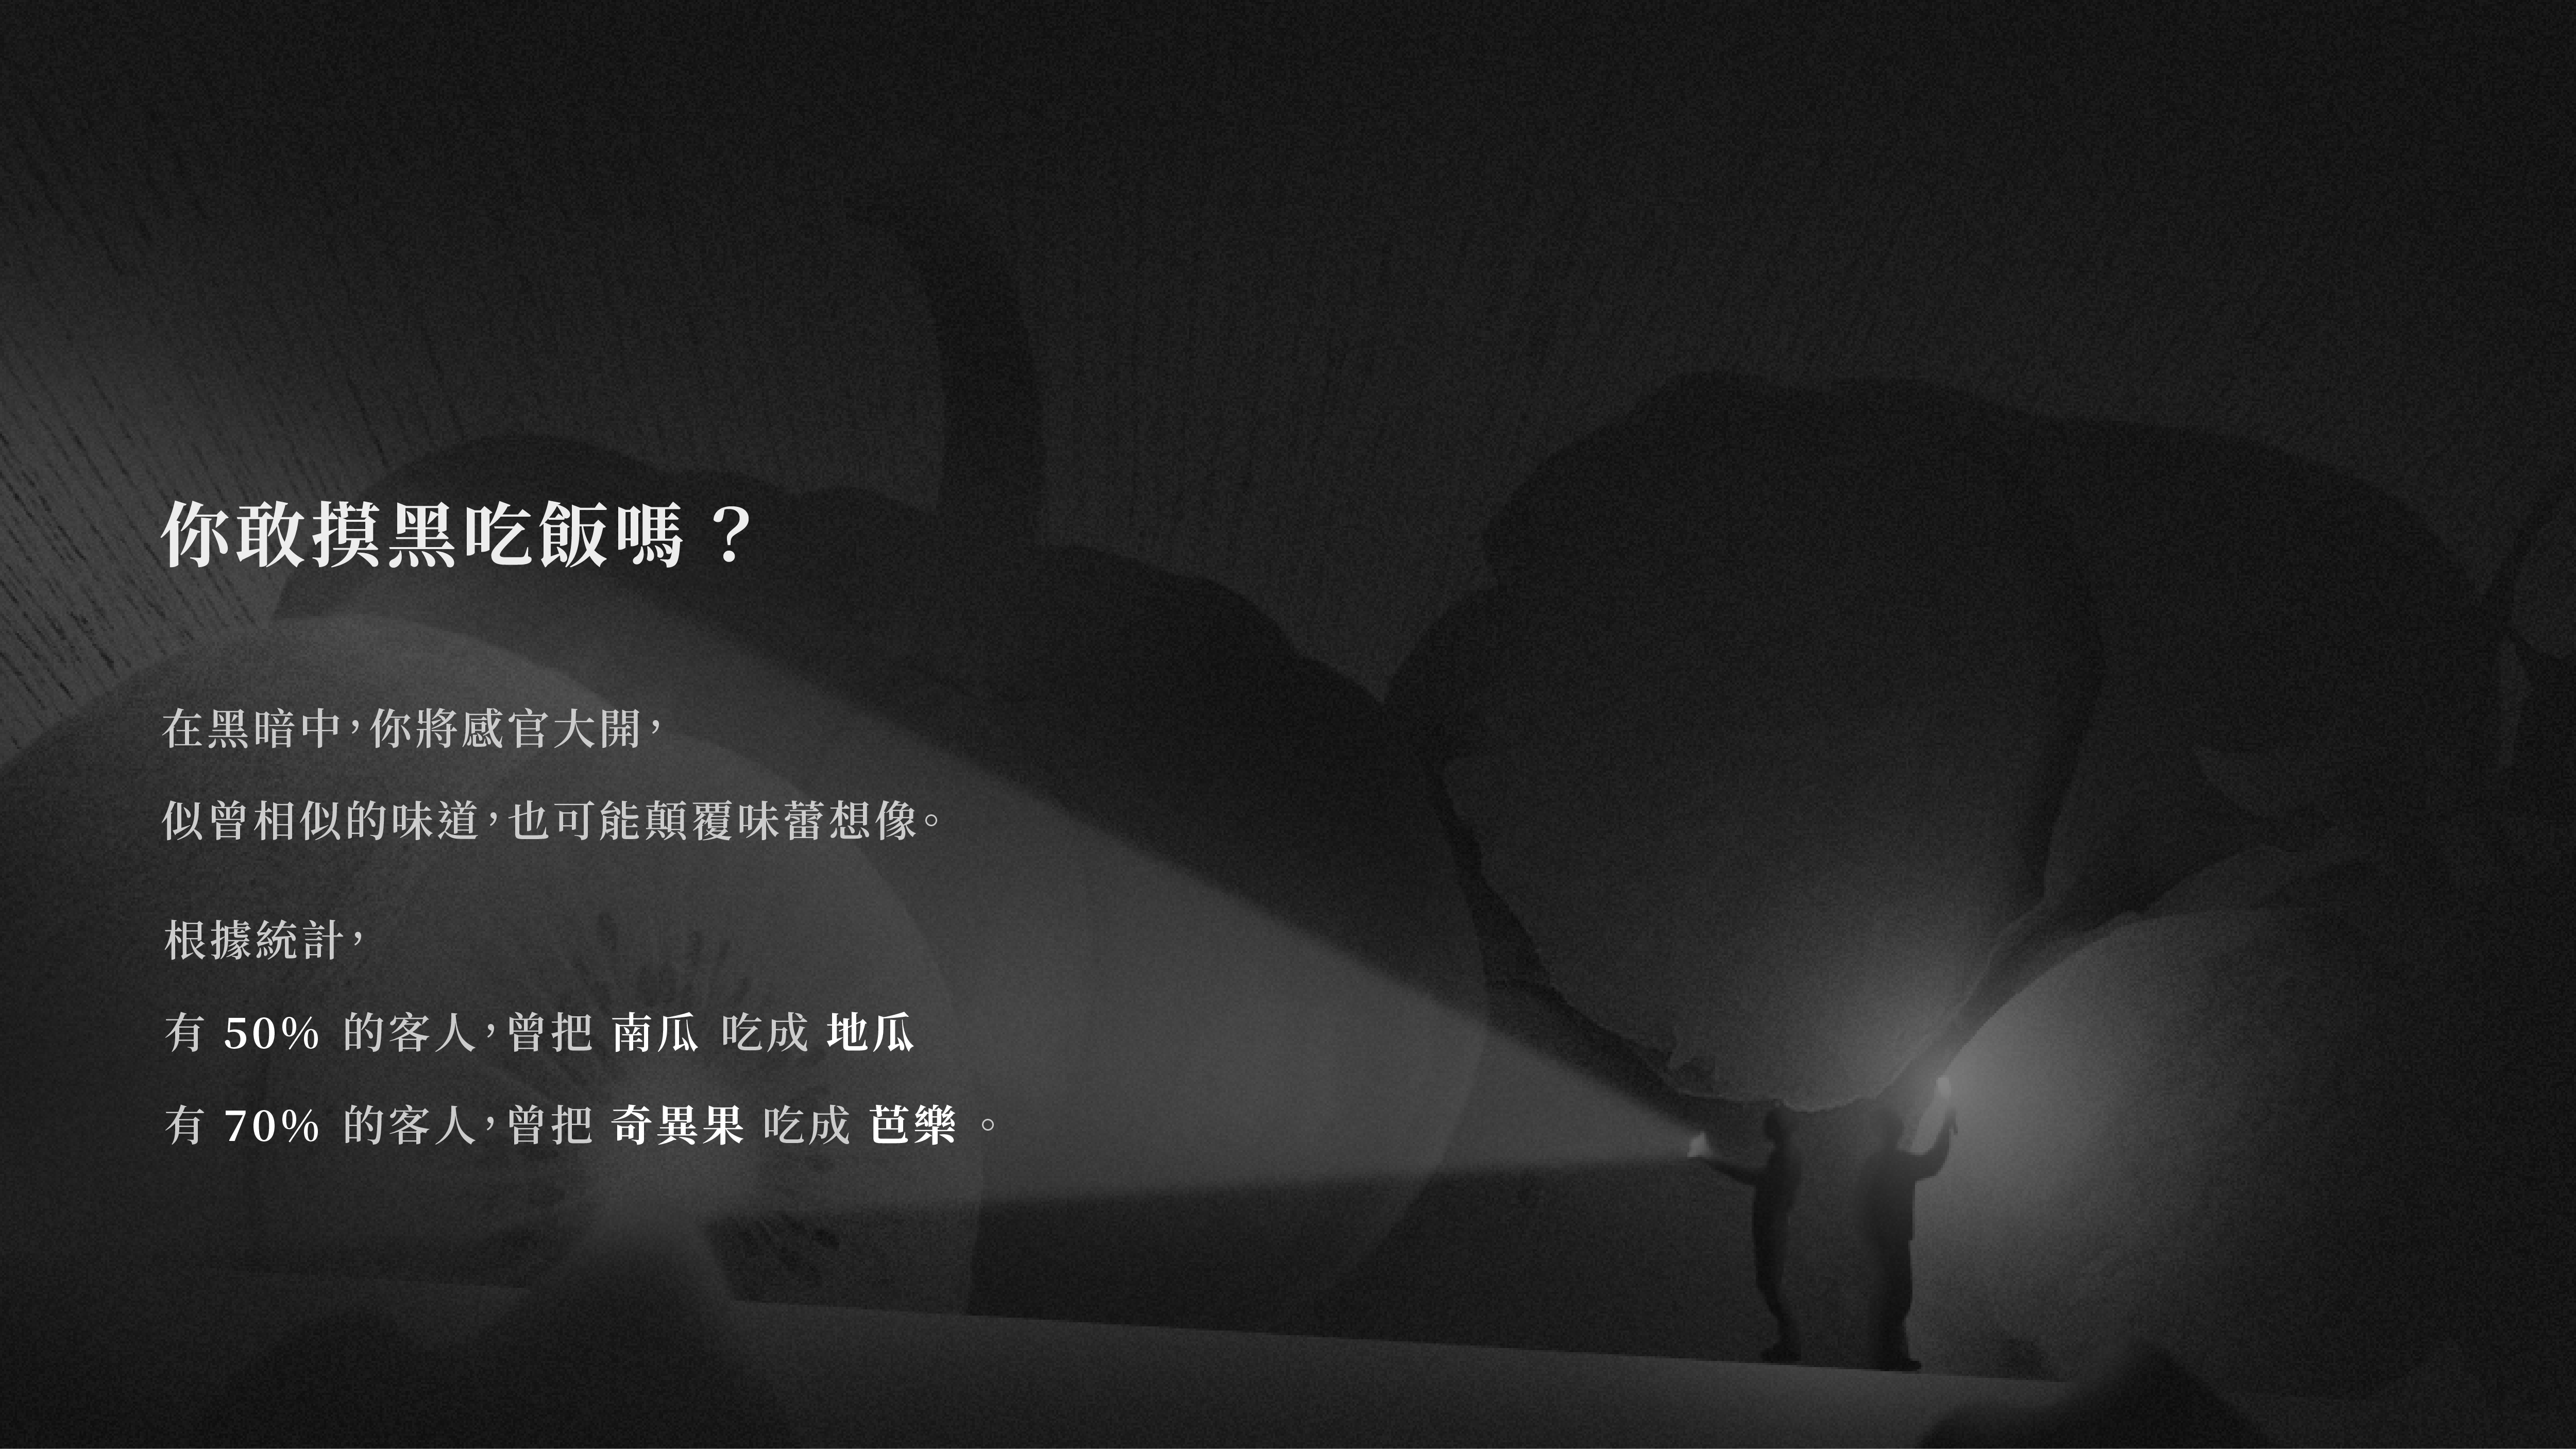 你敢摸黑吃飯嗎？
在黑暗中，你將感官大開，
似曾相似的味道，也可能顛覆味蕾想像。
根據統計，
有 50% 的客人，曾把 南瓜 吃成 地瓜
有 70% 的客人，曾把 奇異果 吃成 芭樂 。